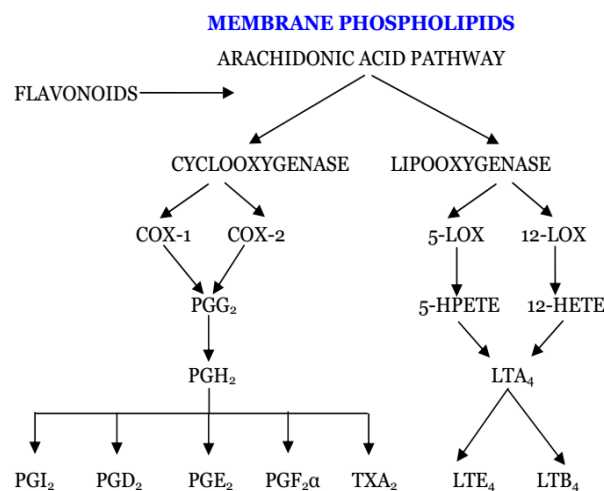 MEMBRANE PHOSPHOLIPIDS
ARACHIDONIC ACID PATHWAY
FLAVONOIDS
CYCLOOXYGENASE LIPOOXYGENASE
COX-1 COX-2 5-LOX 12-LOX
PGG₂ 5-HPETE 12-HETE
PGH₂ LTA₄
PGI₂ PGD₂ PGE₂ PGF₂α TXA₂ LTE₄ LTB₄